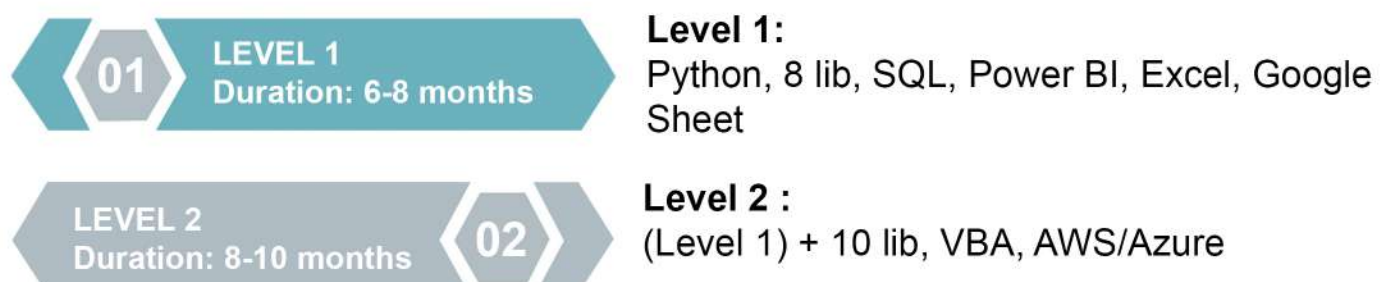 01
LEVEL 1
Duration: 6-8 months
Level 1:
Python, 8 lib, SQL, Power BI, Excel, Google
Sheet
LEVEL 2
Duration: 8-10 months
02
Level 2 :
(Level 1) + 10 lib, VBA, AWS/Azure